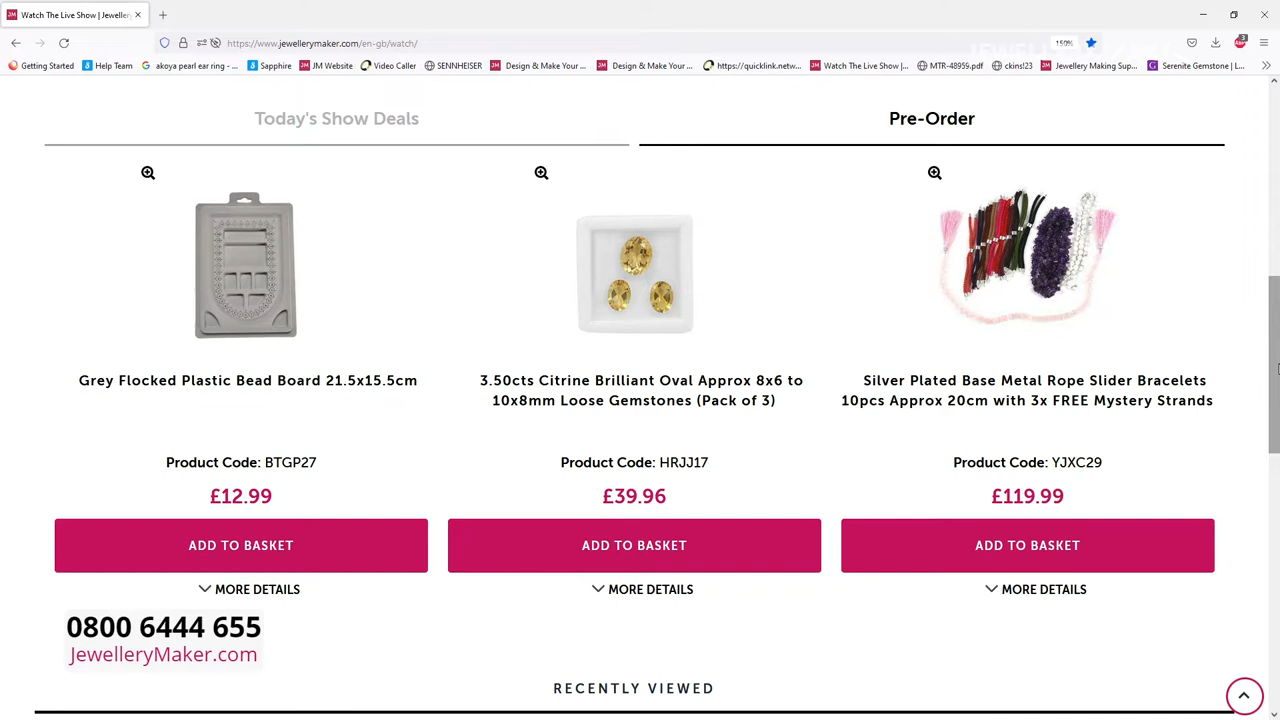 Watch The Live Show | Jeweller
https://www.jewellerymaker.com gb/watch/
150%
3
Getting Started
Help Team
akoya pearl ear ring - ...
Sapphire
JM Website
Video Caller
SENNHEISER
Design & Make Your ...
Design & Make Your ...
https://quicklink.netw...
Watch The Live Show |...
MTR-48959.pdf
ckins!23
Jewelery Making Sup...
Serenite Gemstone | L...
Today's Show Deals
Pre-Order
Grey Flocked Plastic Bead Board 21.5x15.5cm
3.50cts Citrine Brilliant Oval Approx 8x6 to
10x8mm Loose Gemstones (Pack of 3)
Silver Plated Base Metal Rope Slider Bracelets
10pcs Approx 20cm with 3x FREE Mystery Strands
Product Code: BTGP27
Product Code: HRJJ17
Product Code: YJXC29
£12.99
£39.96
£119.99
ADD TO BASKET
ADD TO BASKET
ADD TO BASKET
MORE DETAILS
MORE DETAILS
MORE DETAILS
0800 6444 655
JewelleryMaker.com
RECENTLY VIEWED